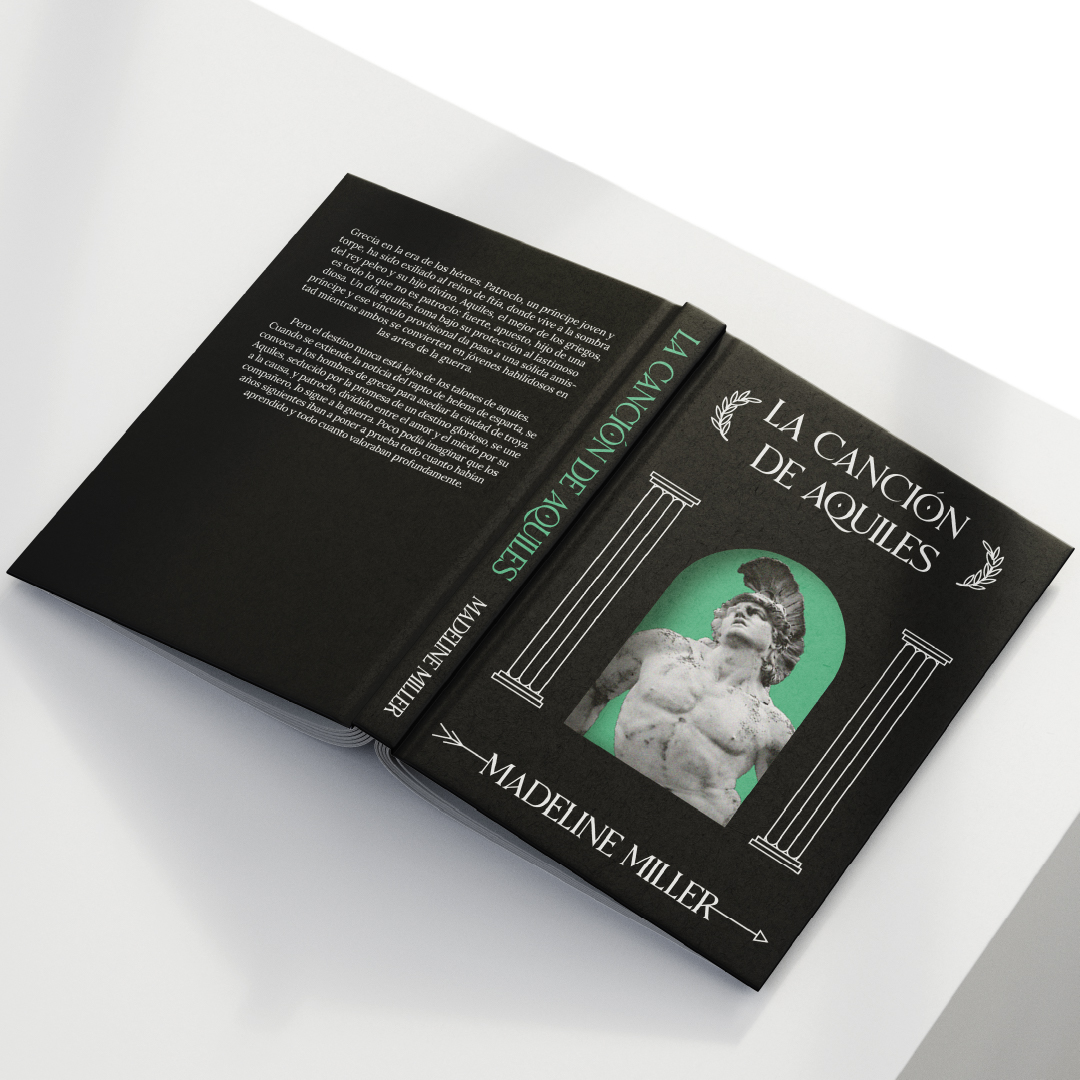 Grecia en la era de los héroes. Patroclo, un príncipe joven y
torpe, ha sido exiliado al reino de ftía, donde vive a la sombra
del rey peleo y su hijo divino. Aquiles, el mejor de los griegos,
es todo lo que no es patroclo: fuerte, apuesto, hijo de una
diosa. Un día aquiles toma bajo su protección al lastimoso
príncipe y ese vínculo provisional da paso a una sólida amis-
tad mientras ambos se convierten en jóvenes habilidosos en
las artes de la guerra.
Pero el destino nunca está lejos de los talones de aquiles.
Cuando se extiende la noticia del rapto de helena de esparta, se
convoca a los hombres de grecia para asediar la ciudad de troya.
Aquiles, seducido por la promesa de un destino glorioso, se une
a la causa, y patroclo, dividido entre el amor y el miedo por su
compañero, lo sigue a la guerra. Poco podía imaginar que los
años siguientes iban a poner a prueba todo cuanto habían
aprendido y todo cuanto valoraban profundamente.
LA CANCIÓN DE AQUILES
MADELINE MILLER
LA CANCIÓN
DE AQUILES
MADELINE MILLER